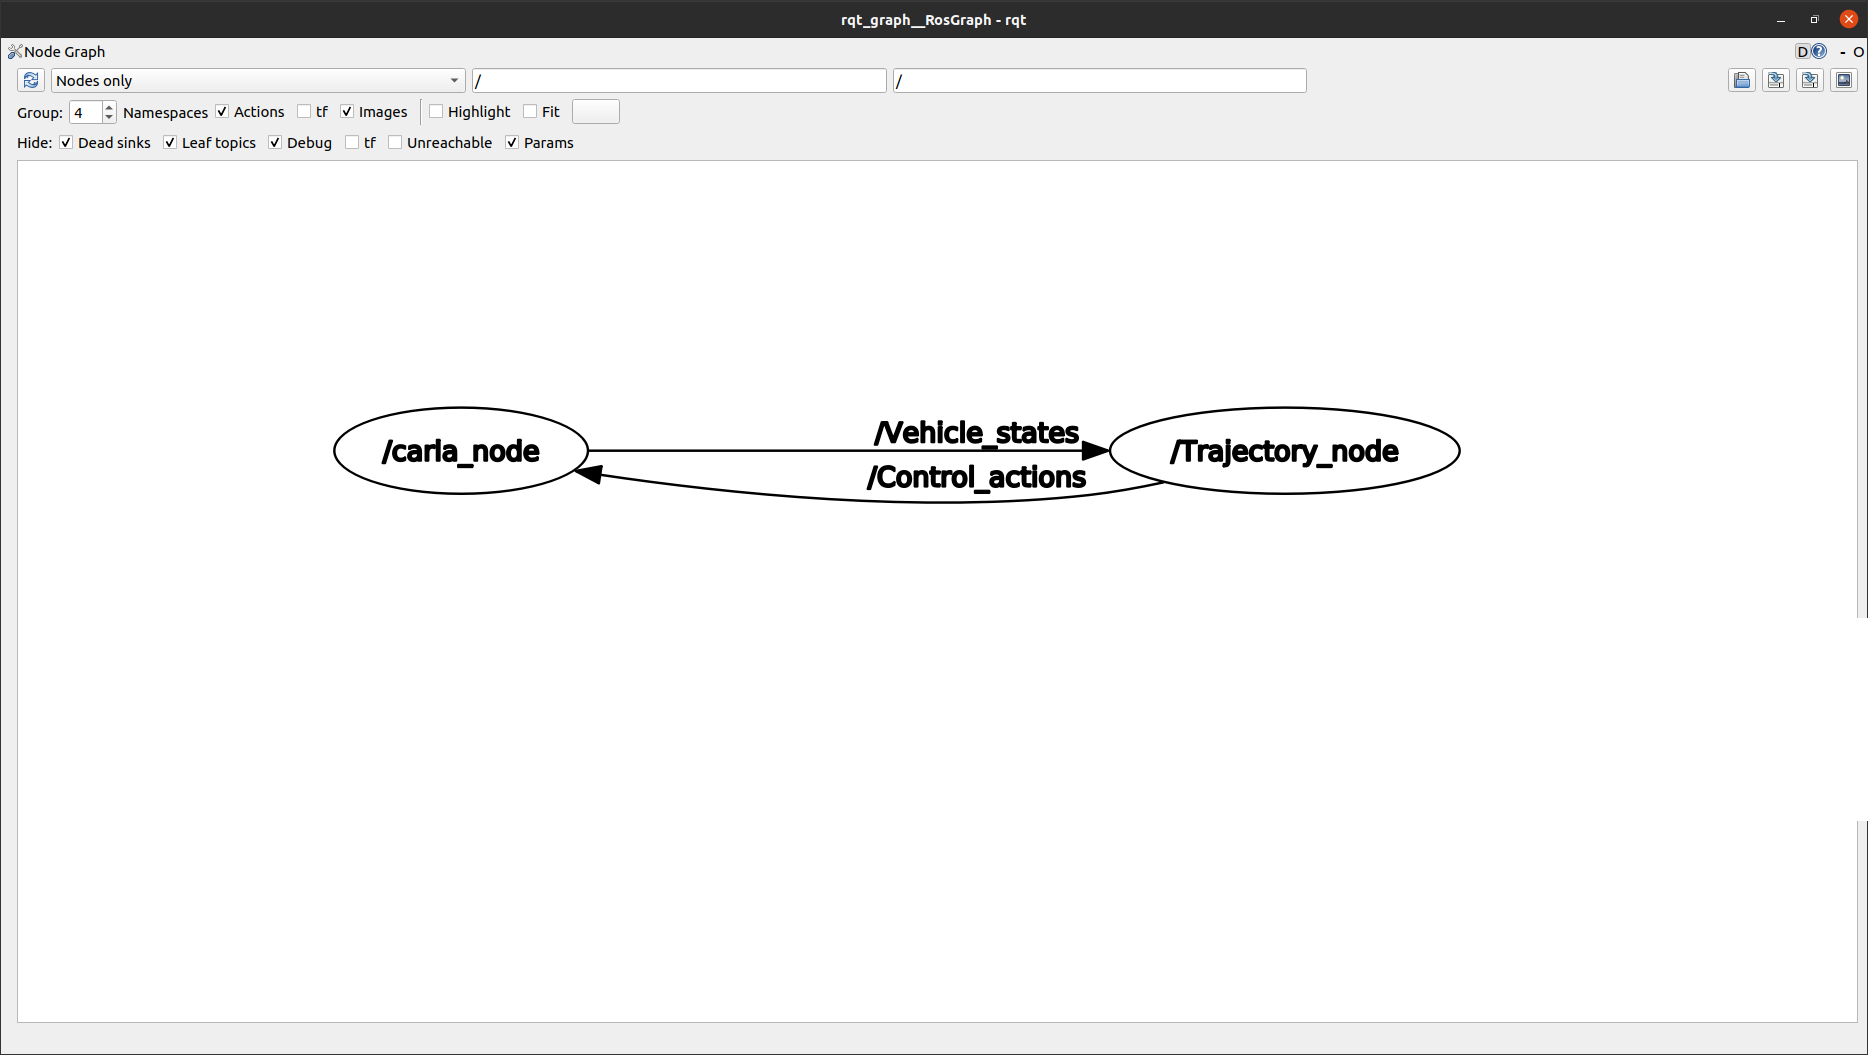 rqt_graph__RosGraph - rqt
Node Graph D ? - O
Nodes only / /
Group: 4 Namespaces Actions tf Images Highlight Fit
Hide: Dead sinks Leaf topics Debug tf Unreachable Params
/Vehicle_states
/carla_node /Trajectory_node
/Control_actions